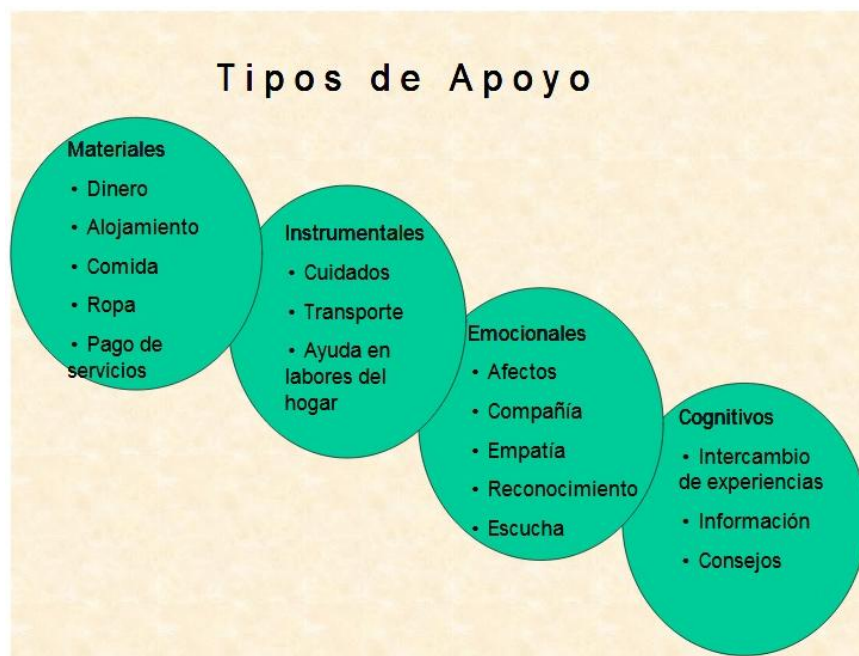 Tipos de Apoyo
Materiales
• Dinero
• Alojamiento
• Comida
• Ropa
• Pago de
servicios
Instrumentales
• Cuidados
• Transporte
• Ayuda en
labores del
hogar
Emocionales
• Afectos
• Compañía
• Empatía
• Reconocimiento
• Escucha
Cognitivos
• Intercambio
de experiencias
• Información
• Consejos